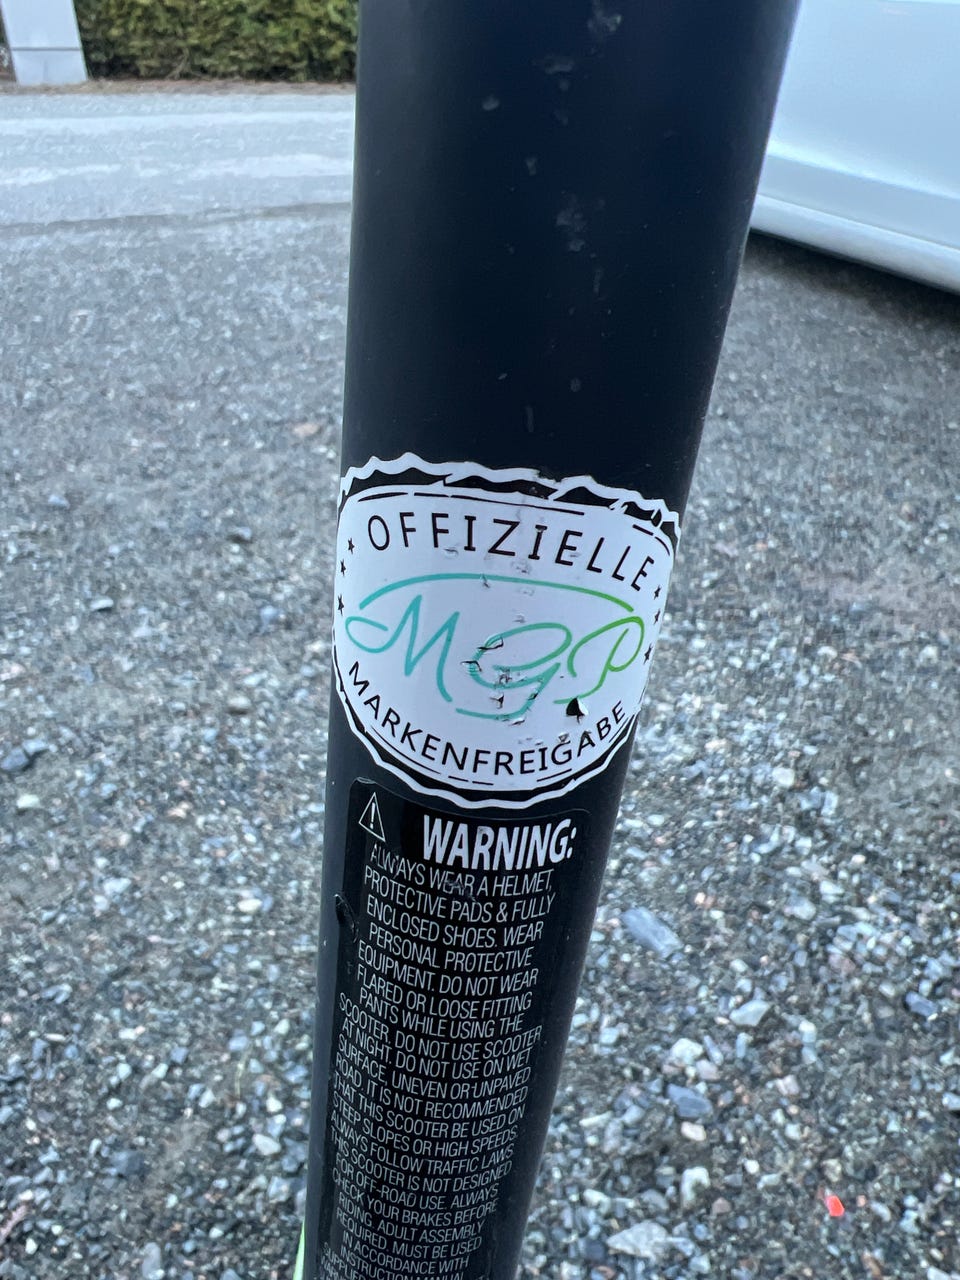 OFFIZIELLE
MGP
MARKENFREIGABE
WARNING:
ALWAYS WEAR A HELMET,
PROTECTIVE PADS & FULLY
ENCLOSED SHOES. WEAR
PERSONAL PROTECTIVE
EQUIPMENT. DO NOT WEAR
FLARED OR LOOSE FITTING
PANTS WHILE USING THE
SCOOTER. DO NOT USE SCOOTER
AT NIGHT. DO NOT USE ON WET
SURFACE, UNEVEN OR UNPAVED
ROAD. IT IS NOT RECOMMENDED
THAT THIS SCOOTER BE USED ON
STEEP SLOPES OR HIGH SPEEDS.
ALWAYS FOLLOW TRAFFIC LAWS.
THIS SCOOTER IS NOT DESIGNED
FOR OFF-ROAD USE. ALWAYS
CHECK YOUR BRAKES BEFORE
RIDING. ADULT ASSEMBLY
REQUIRED. MUST BE USED
IN ACCORDANCE WITH
INSTRUCTION MANUAL